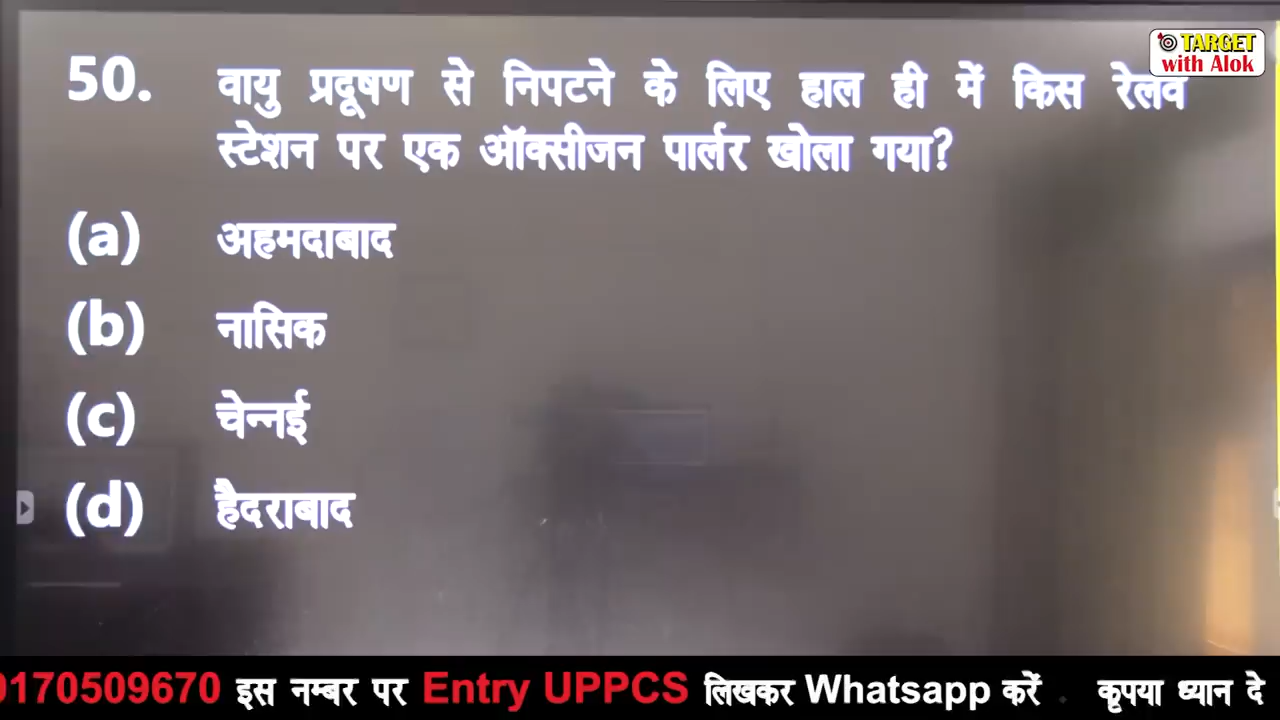 TARGET
with Alok
50. वायु प्रदूषण से निपटने के लिए हाल ही में किस रेलवे
स्टेशन पर एक ऑक्सीजन पार्लर खोला गया?
(a) अहमदाबाद
(b) नासिक
(c) चेन्नई
(d) हैदराबाद
0170509670 इस नम्बर पर Entry UPPCS लिखकर Whatsapp करें . कृपया ध्यान दे